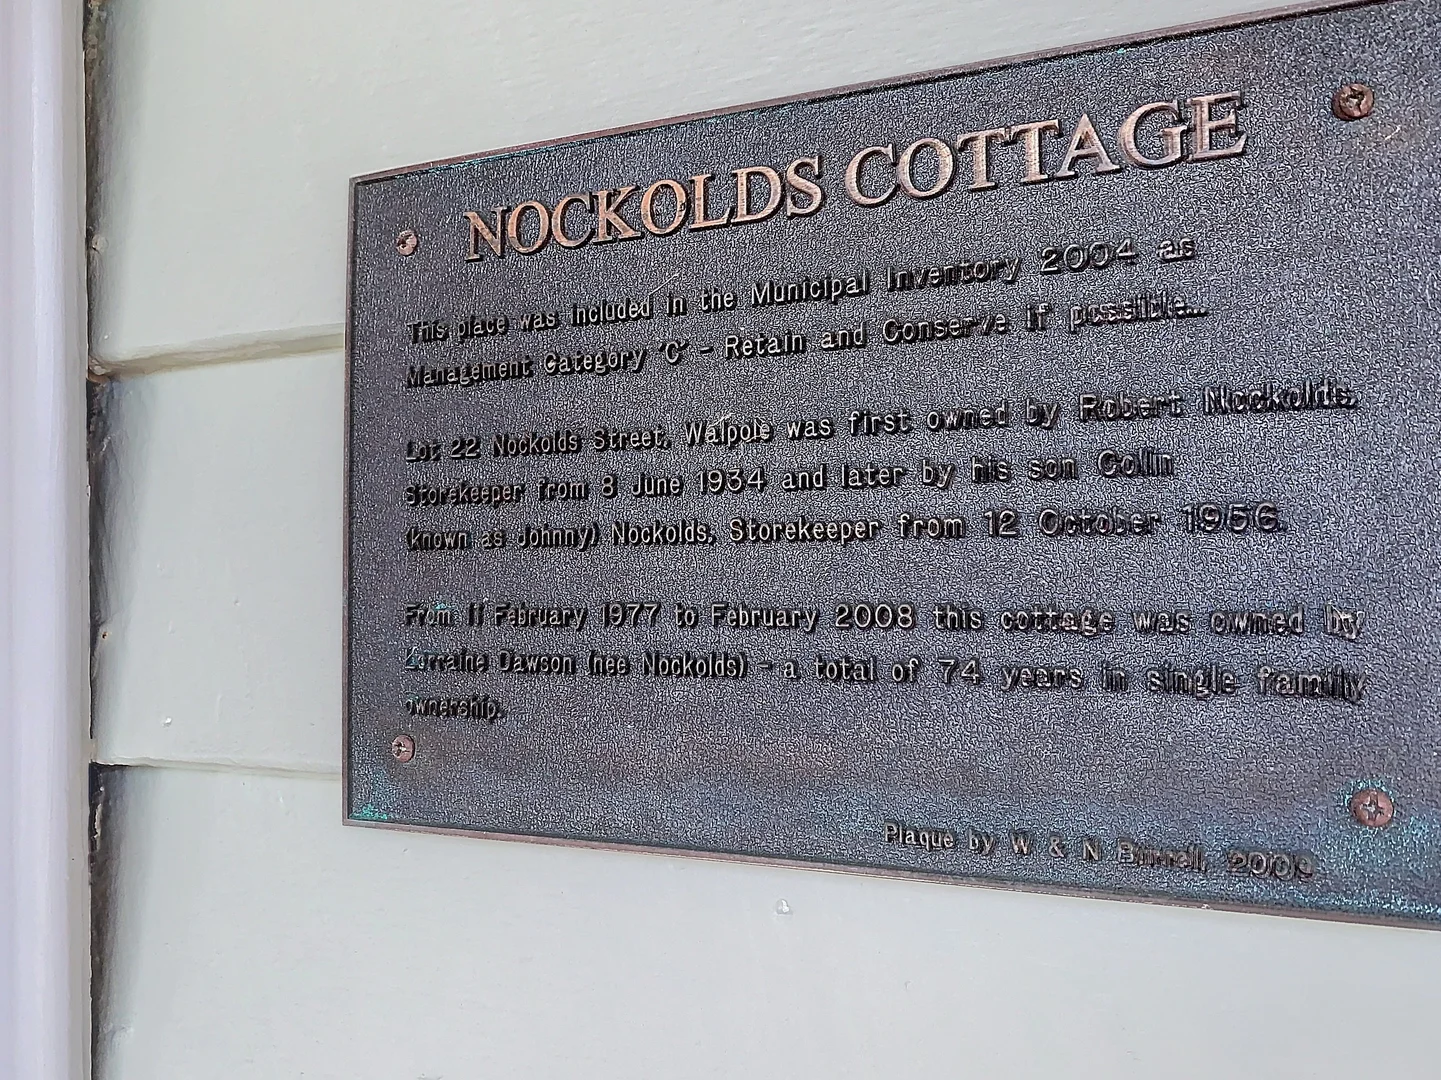 NOCKOLDS COTTAGE
This place was included in the Municipal Inventory 2004 as
Management Category 'C' - Retain and Conserve if possible...
Lot 22 Nockolds Street, Walpole was first owned by Robert Nockolds,
Storekeeper from 8 June 1934 and later by his son Collin
(known as Johnny) Nockolds, Storekeeper from 12 October 1956.
From 11 February 1977 to February 2008 this cottage was owned by
Lorraine Dawson (nee Nockolds) - a total of 74 years in single family
ownership.
Plaque by W & N Birrell, 2009